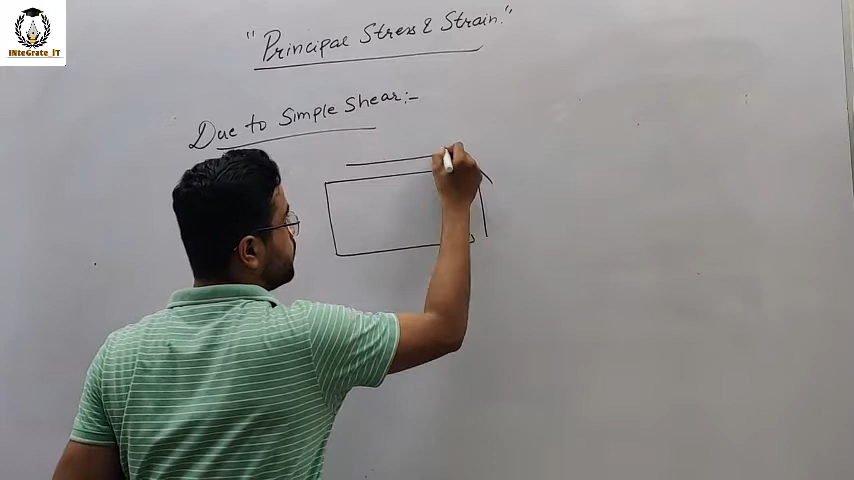 INteGrate_iT
"Principal Stress & Strain."
Due to Simple Shear:-